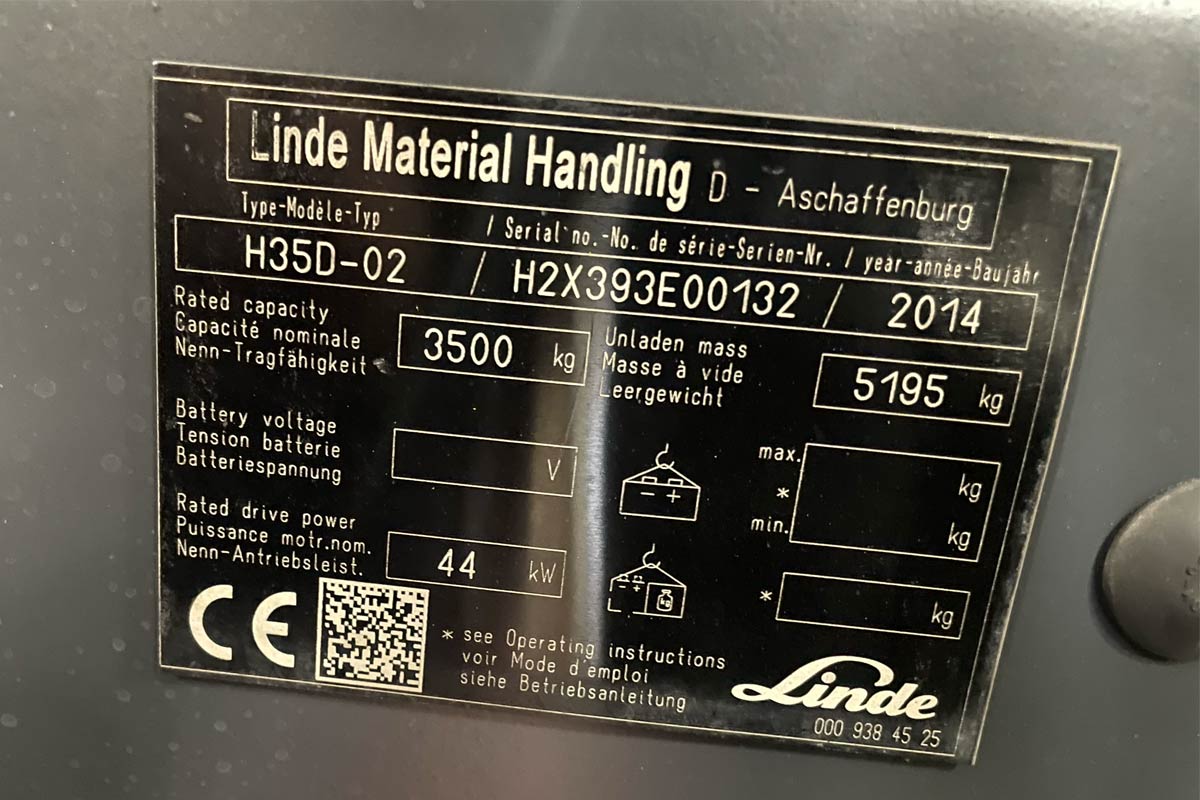 Linde Material Handling D - Aschaffenburg
Type-Modèle-Typ / Serial no.-No. de série-Serien-Nr. / year-année-Baujahr
H35D-02 / H2X393E00132 / 2014
Rated capacity
Capacité nominale
Nenn-Tragfähigkeit
3500 kg
Unladen mass
Masse à vide
Leergewicht
5195 kg
Battery voltage
Tension batterie
Batteriespannung
V
max. kg
*
min. kg
Rated drive power
Puissance motr.nom.
Nenn-Antriebsleist.
44 kW
kg
* kg
CE
* see Operating instructions
voir Mode d'emploi
siehe Betriebsanleitung
Linde
000 938 45 25